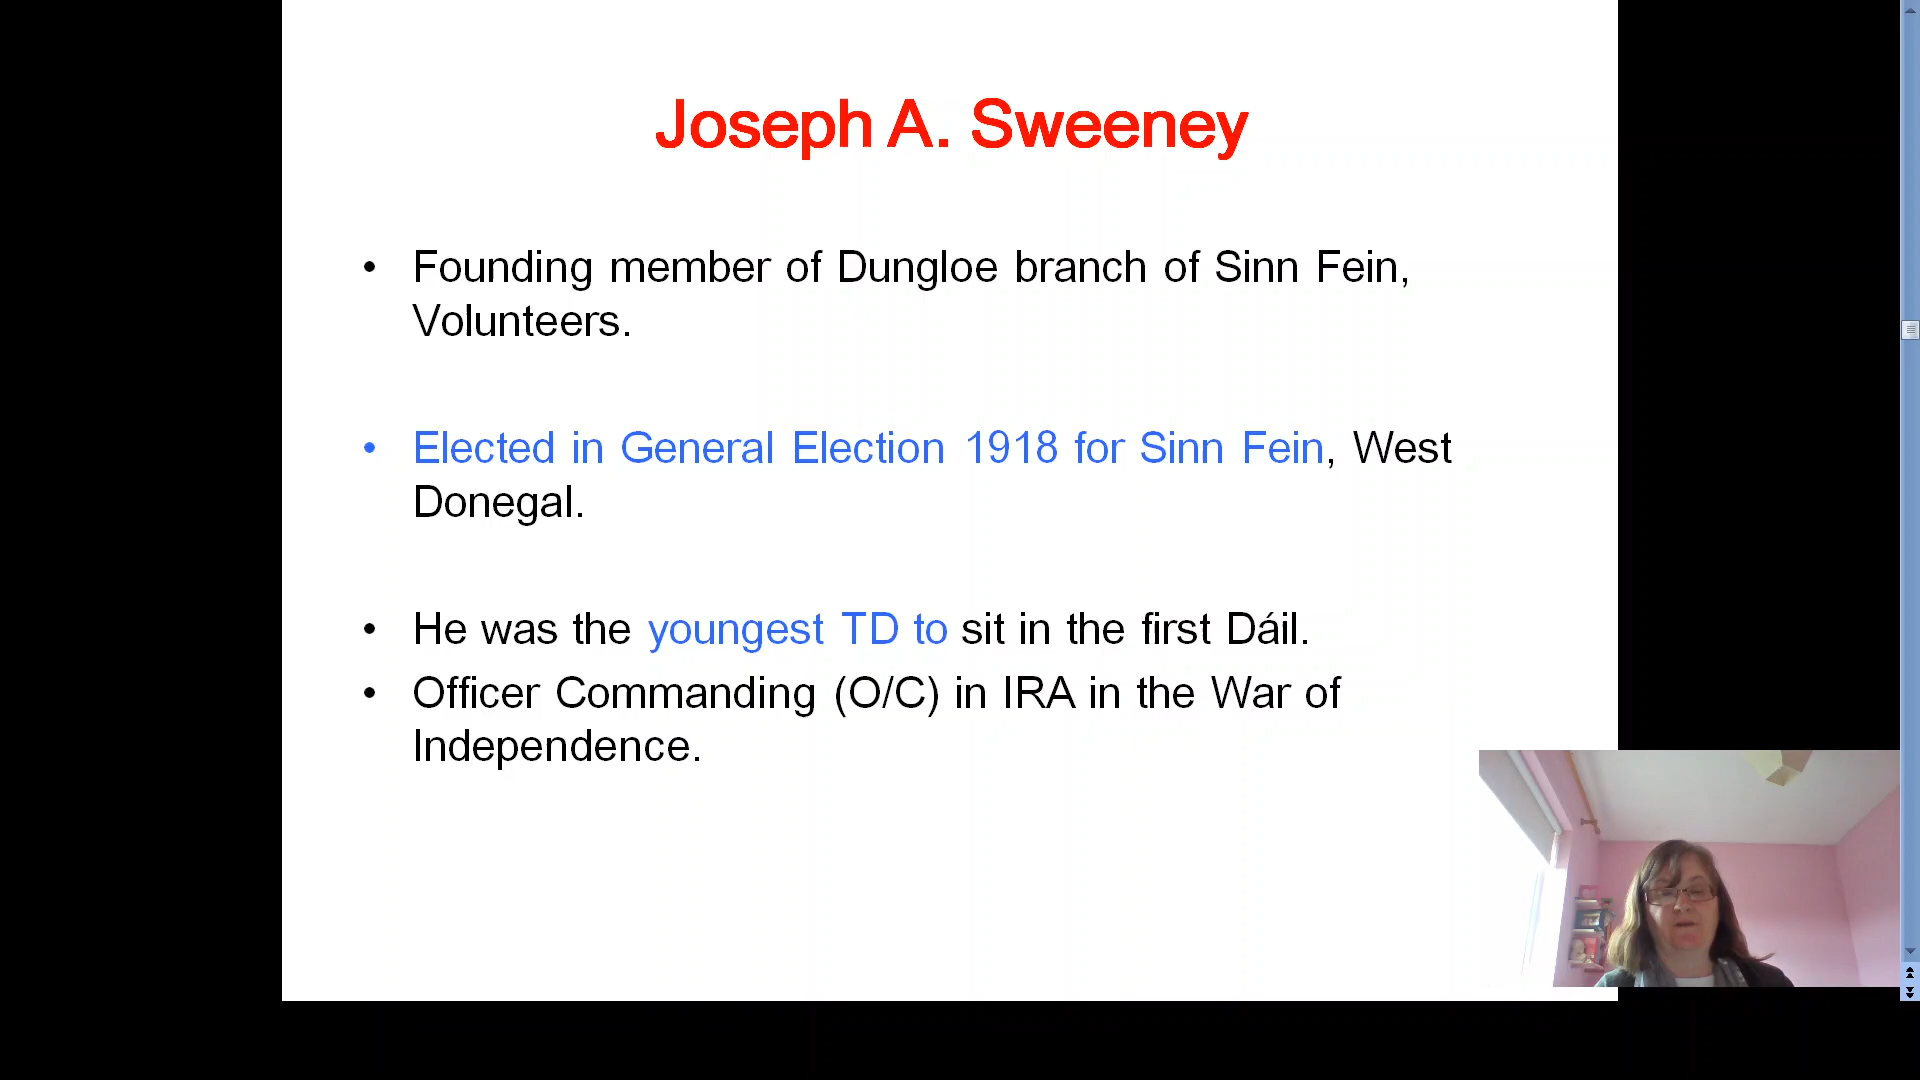 Joseph A. Sweeney
• Founding member of Dungloe branch of Sinn Fein,
Volunteers.
• Elected in General Election 1918 for Sinn Fein, West
Donegal.
• He was the youngest TD to sit in the first Dáil.
• Officer Commanding (O/C) in IRA in the War of
Independence.